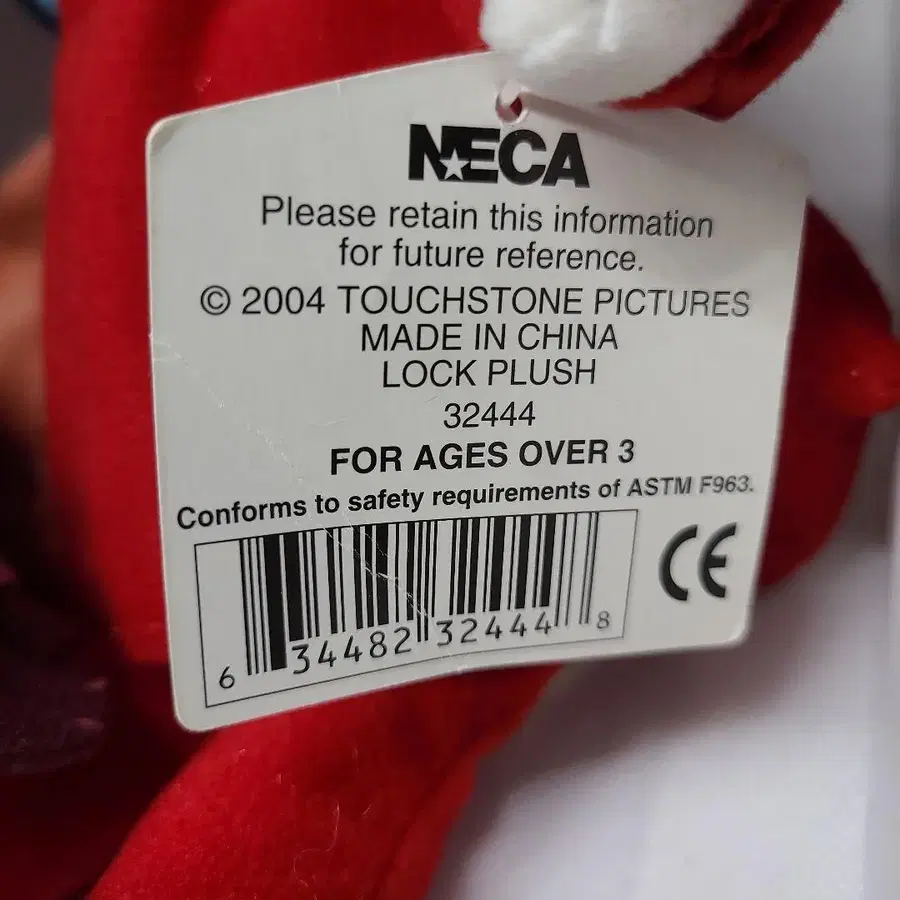 NECA
Please retain this information
for future reference.
© 2004 TOUCHSTONE PICTURES
MADE IN CHINA
LOCK PLUSH
32444
FOR AGES OVER 3
Conforms to safety requirements of ASTM F963.
CE
6 34482 32444 8